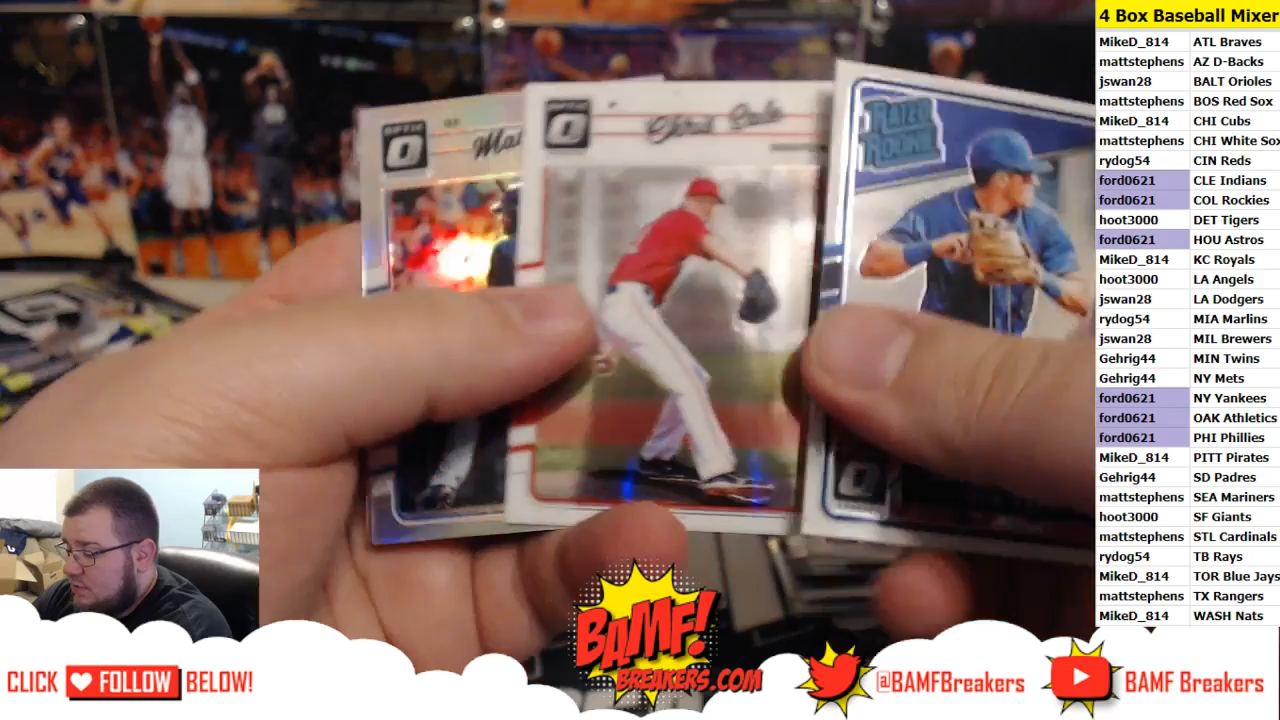 4 Box Baseball Mixer
MikeD_814 ATL Braves
mattstephens AZ D-Backs
jswan28 BALT Orioles
mattstephens BOS Red Sox
MikeD_814 CHI Cubs
mattstephens CHI White Sox
rydog54 CIN Reds
ford0621 CLE Indians
ford0621 COL Rockies
hoot3000 DET Tigers
ford0621 HOU Astros
MikeD_814 KC Royals
hoot3000 LA Angels
jswan28 LA Dodgers
rydog54 MIA Marlins
jswan28 MIL Brewers
Gehrig44 MIN Twins
Gehrig44 NY Mets
ford0621 NY Yankees
ford0621 OAK Athletics
ford0621 PHI Phillies
MikeD_814 PITT Pirates
Gehrig44 SD Padres
mattstephens SEA Mariners
hoot3000 SF Giants
mattstephens STL Cardinals
rydog54 TB Rays
MikeD_814 TOR Blue Jays
mattstephens TX Rangers
MikeD_814 WASH Nats
OPTIC
OPTIC
Chris Sale
RATED
ROOKIE
CLICK FOLLOW BELOW!
BAMF!
BREAKERS.COM
@BAMFBreakers
BAMF Breakers